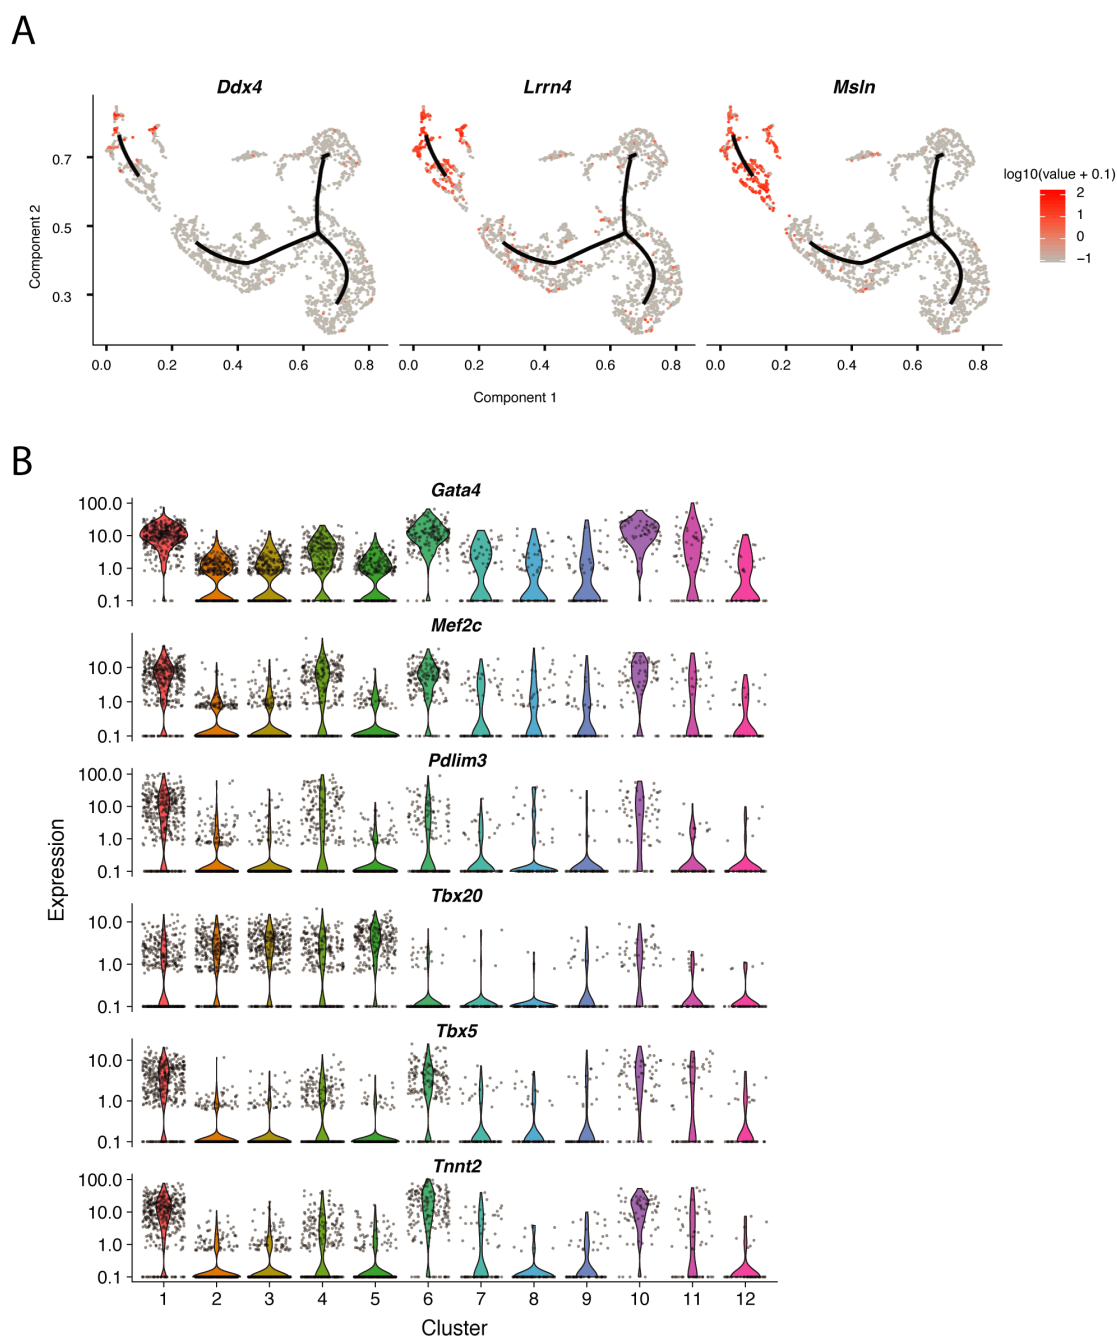 A
Ddx4 Lrrn4 Msln
0.7
0.5
0.3
Component 2
log10(value + 0.1)
2
1
0
−1
0.0 0.2 0.4 0.6 0.8 0.0 0.2 0.4 0.6 0.8 0.0 0.2 0.4 0.6 0.8
Component 1
B
Gata4
100.0
10.0
1.0
0.1
Mef2c
10.0
1.0
0.1
Pdlim3
100.0
10.0
1.0
0.1
Expression
Tbx20
10.0
1.0
0.1
Tbx5
10.0
1.0
0.1
Tnnt2
100.0
10.0
1.0
0.1
1 2 3 4 5 6 7 8 9 10 11 12
Cluster